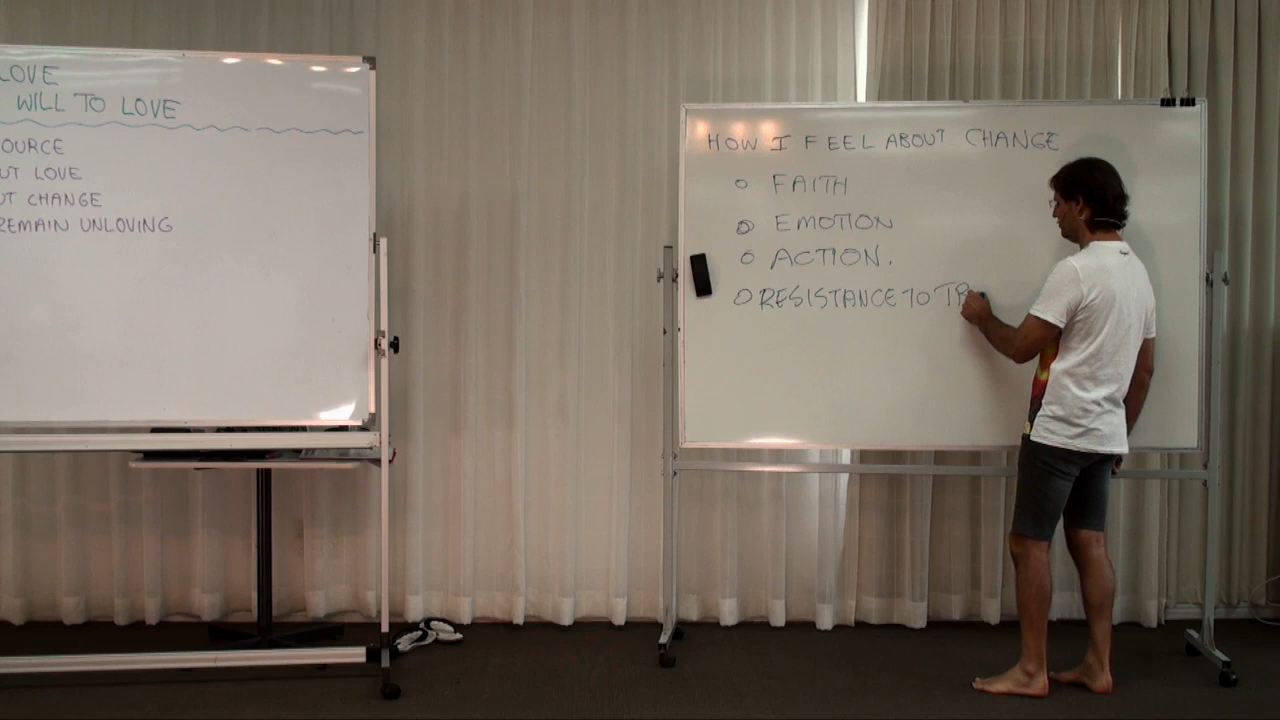 LOVE
WILL TO LOVE
OURCE
UT LOVE
UT CHANGE
REMAIN UNLOVING
HOW I FEEL ABOUT CHANGE
FAITH
EMOTION
ACTION.
RESISTANCE TO TR